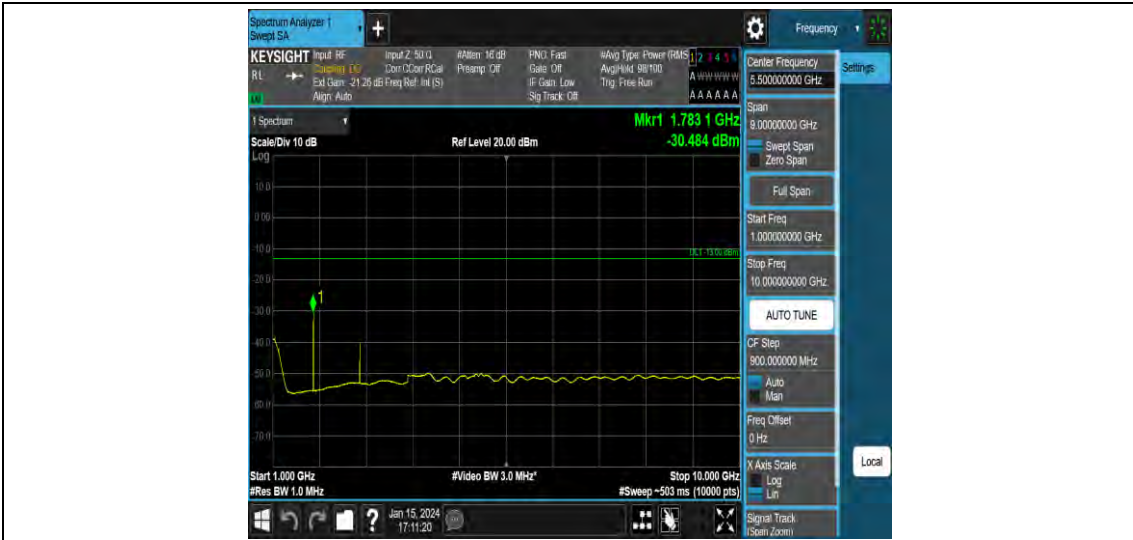 Spectrum Analyzer 1
Swept SA
+
Frequency
KEYSIGHT
Input: RF
Input Z: 50 Ω
#Atten: 16 dB
PNO: Fast
#Avg Type: Power (RMS
1 2 3 4 5 6
RL
Coupling: DC
Corr CCorr RCal
Preamp: Off
Gate: Off
Avg|Hold: 98/100
A W W W W W
Ext Gain: -21.26 dB
Freq Ref: Int (S)
IF Gain: Low
Trig: Free Run
Align: Auto
Sig Track: Off
A A A A A A
1 Spectrum
Mkr1 1.783 1 GHz
Scale/Div 10 dB
Ref Level 20.00 dBm
-30.484 dBm
Log
10.0
0.00
DL1 -13.00 dBm
-10.0
-20.0
1
-30.0
-40.0
-50.0
-60.0
-70.0
Start 1.000 GHz
#Video BW 3.0 MHz*
Stop 10.000 GHz
#Res BW 1.0 MHz
#Sweep ~503 ms (10000 pts)
?
Jan 15, 2024
17:11:20
Center Frequency
5.500000000 GHz
Settings
Span
9.00000000 GHz
Swept Span
Zero Span
Full Span
Start Freq
1.000000000 GHz
Stop Freq
10.000000000 GHz
AUTO TUNE
CF Step
900.000000 MHz
Auto
Man
Freq Offset
0 Hz
X Axis Scale
Log
Lin
Local
Signal Track
(Span Zoom)